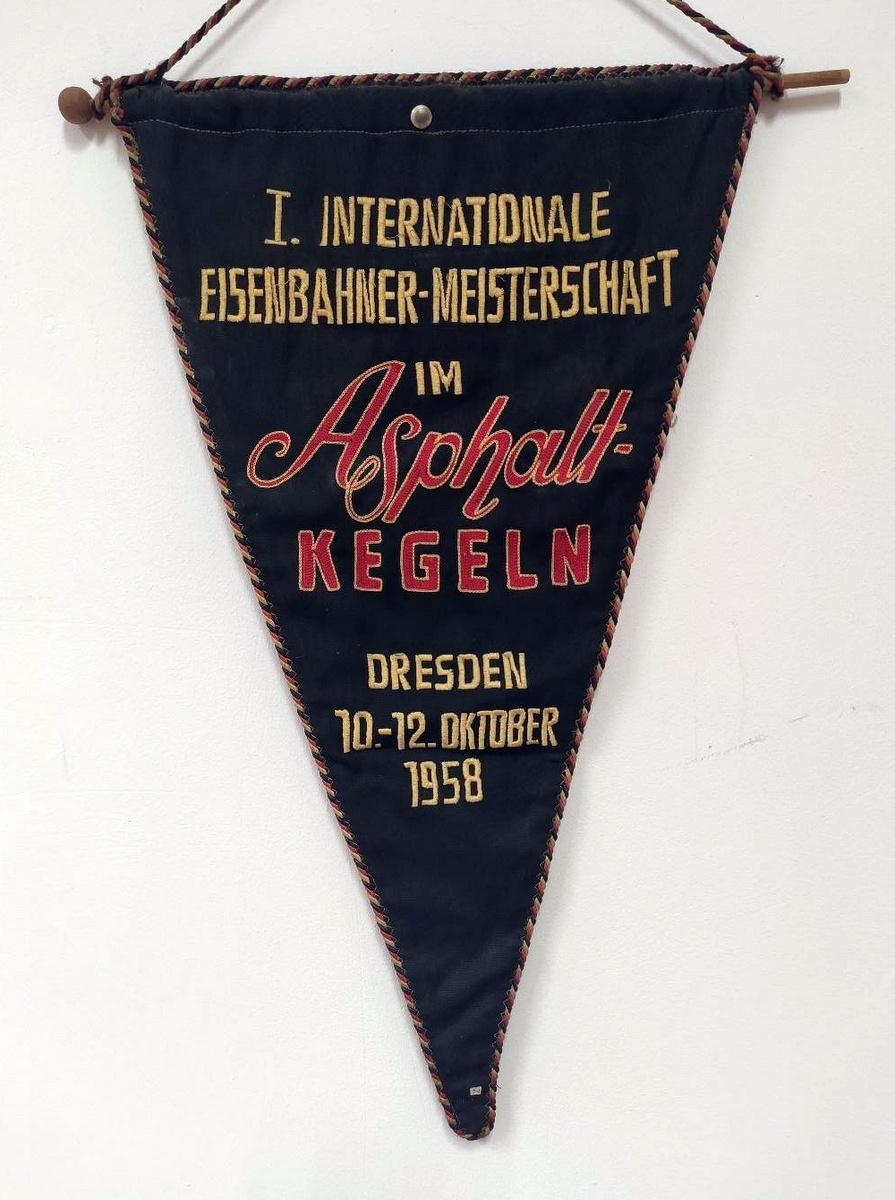 I. INTERNATIONALE
EISENBAHNER-MEISTERSCHAFT
IM
Asphalt-
KEGELN
DRESDEN
10.-12. OKTOBER
1958